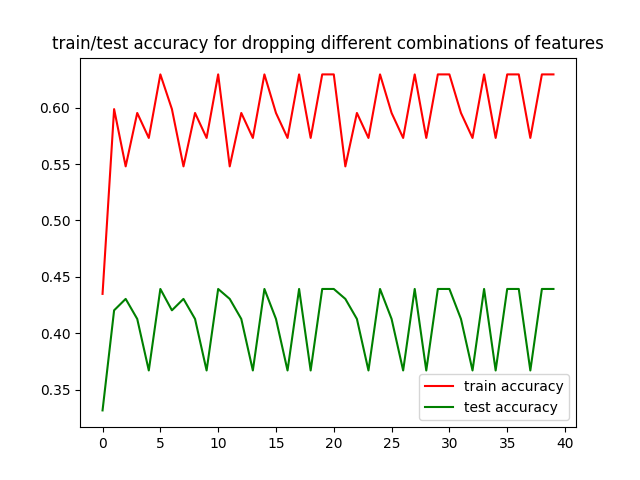 train/test accuracy for dropping different combinations of features
0.60
0.55
0.50
0.45
0.40
0.35
train accuracy
test accuracy
0 5 10 15 20 25 30 35 40